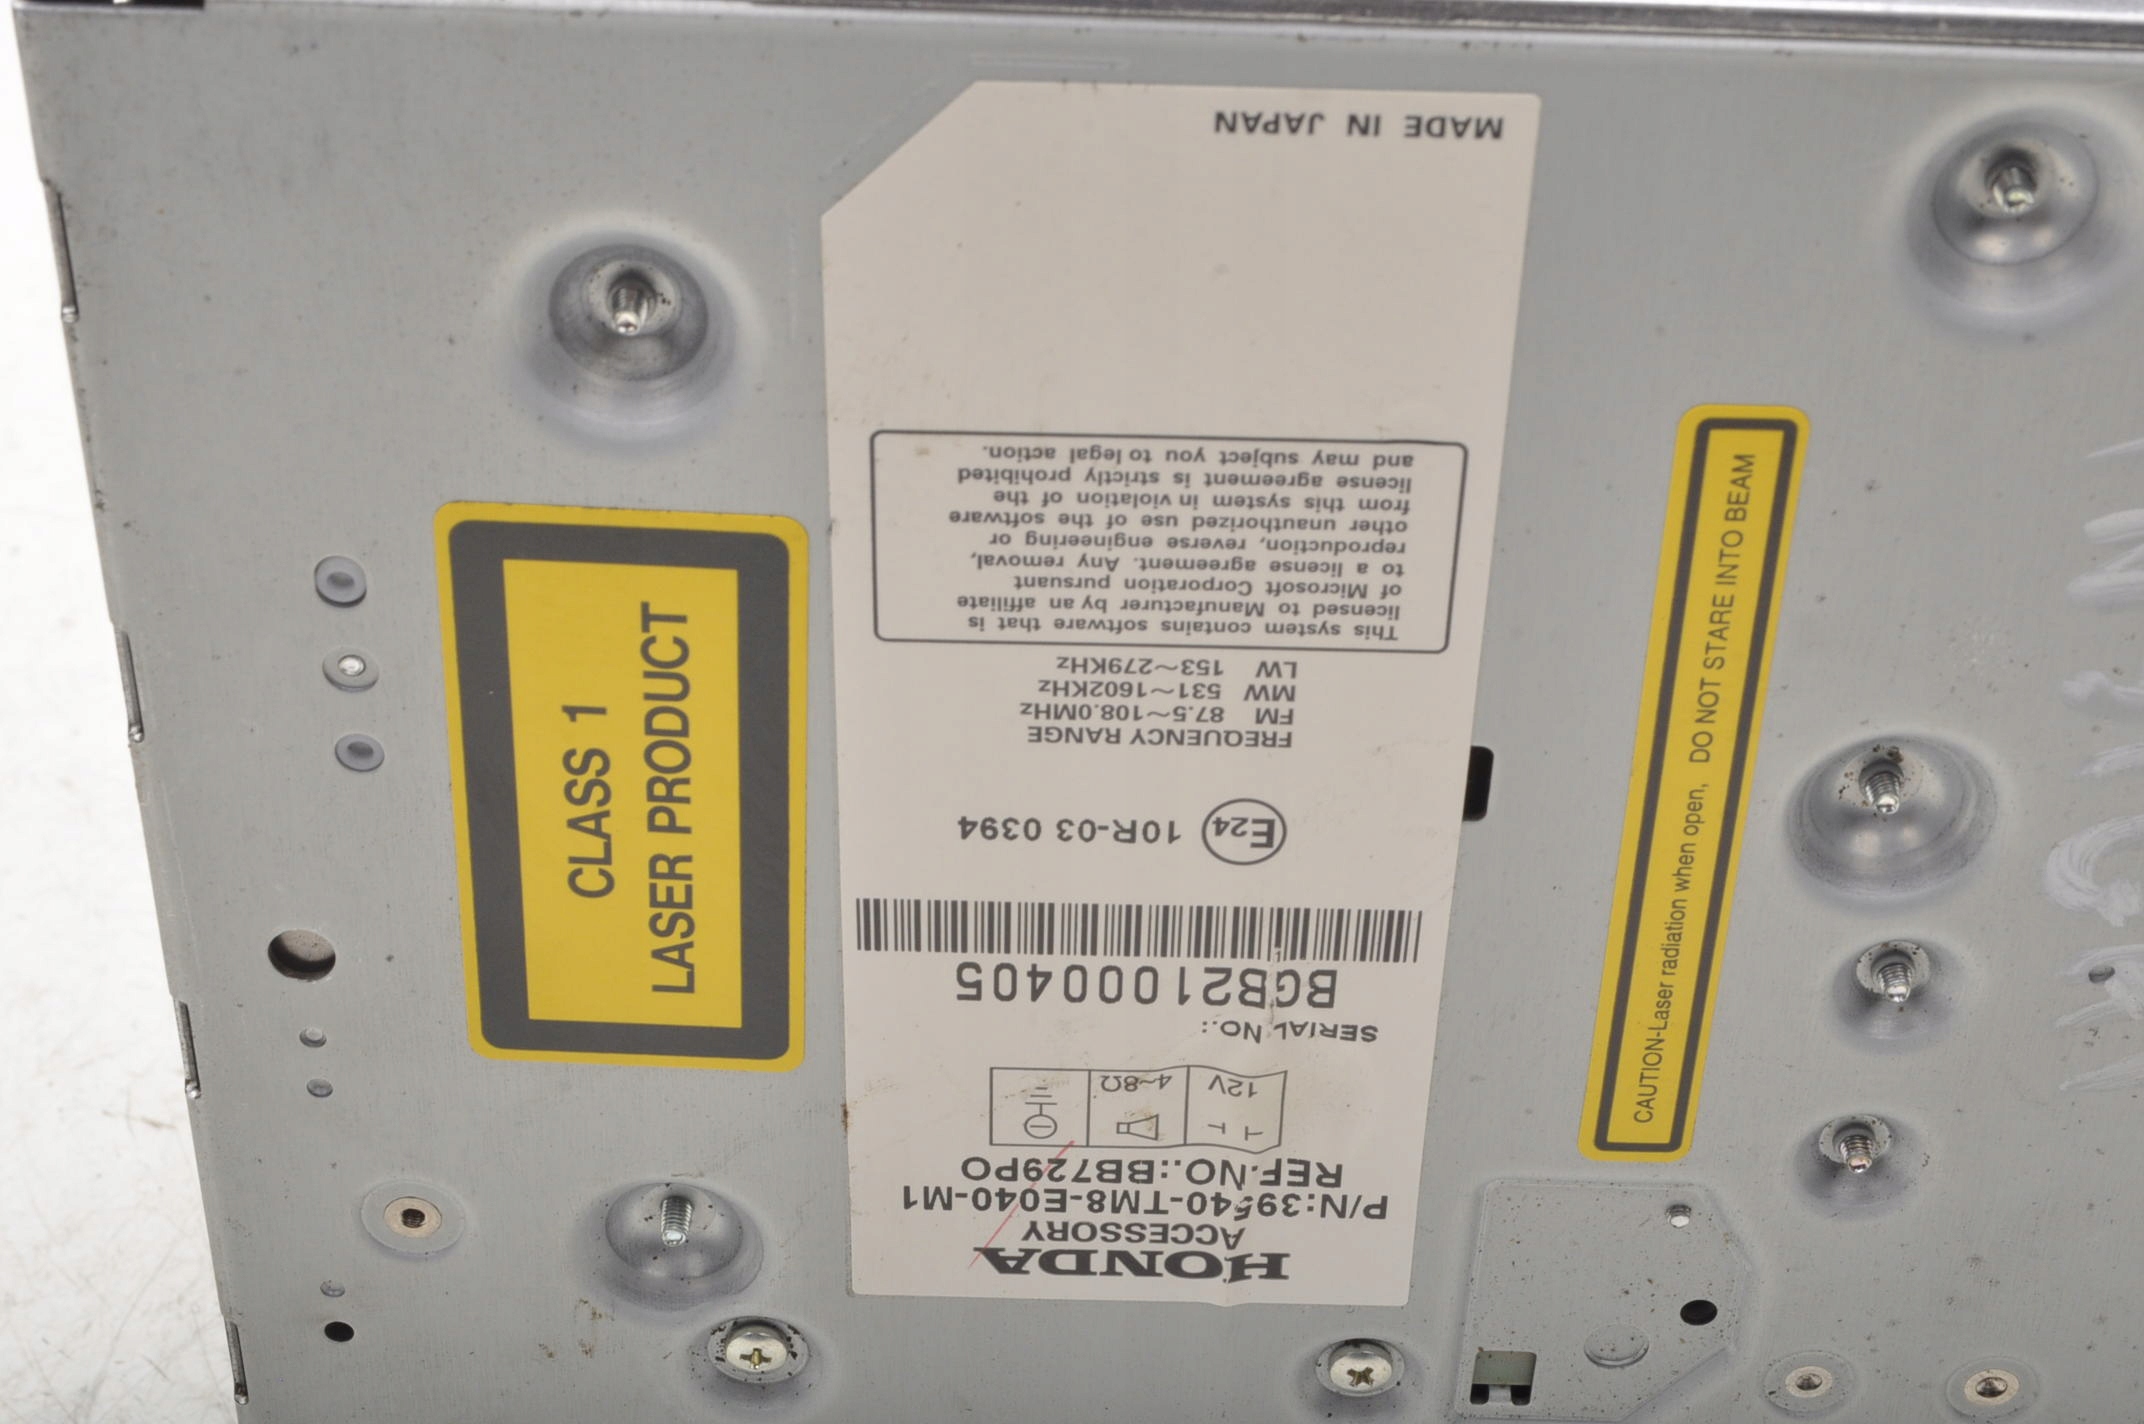 HONDA
ACCESSORY
P/N:39540-TM8-E040-M1
REF.NO.:BB729PO
12V
4~8Ω
SERIAL NO.:
BGB21000405
E24 10R-03 0394
FREQUENCY RANGE
FM 87.5~108.0MHz
MW 531~1602KHz
LW 153~279KHz
This system contains software that is
licensed to Manufacturer by an affiliate
of Microsoft Corporation pursuant
to a license agreement. Any removal,
reproduction, reverse engineering or
other unauthorized use of the software
from this system in violation of the
license agreement is strictly prohibited
and may subject you to legal action.
MADE IN JAPAN
CLASS 1
LASER PRODUCT
CAUTION-Laser radiation when open, DO NOT STARE INTO BEAM